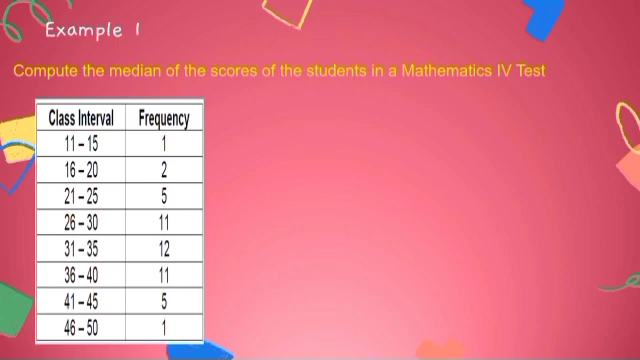 Example 1
Compute the median of the scores of the students in a Mathematics IV Test
Class Interval Frequency
11 – 15 1
16 – 20 2
21 – 25 5
26 – 30 11
31 – 35 12
36 – 40 11
41 – 45 5
46 – 50 1